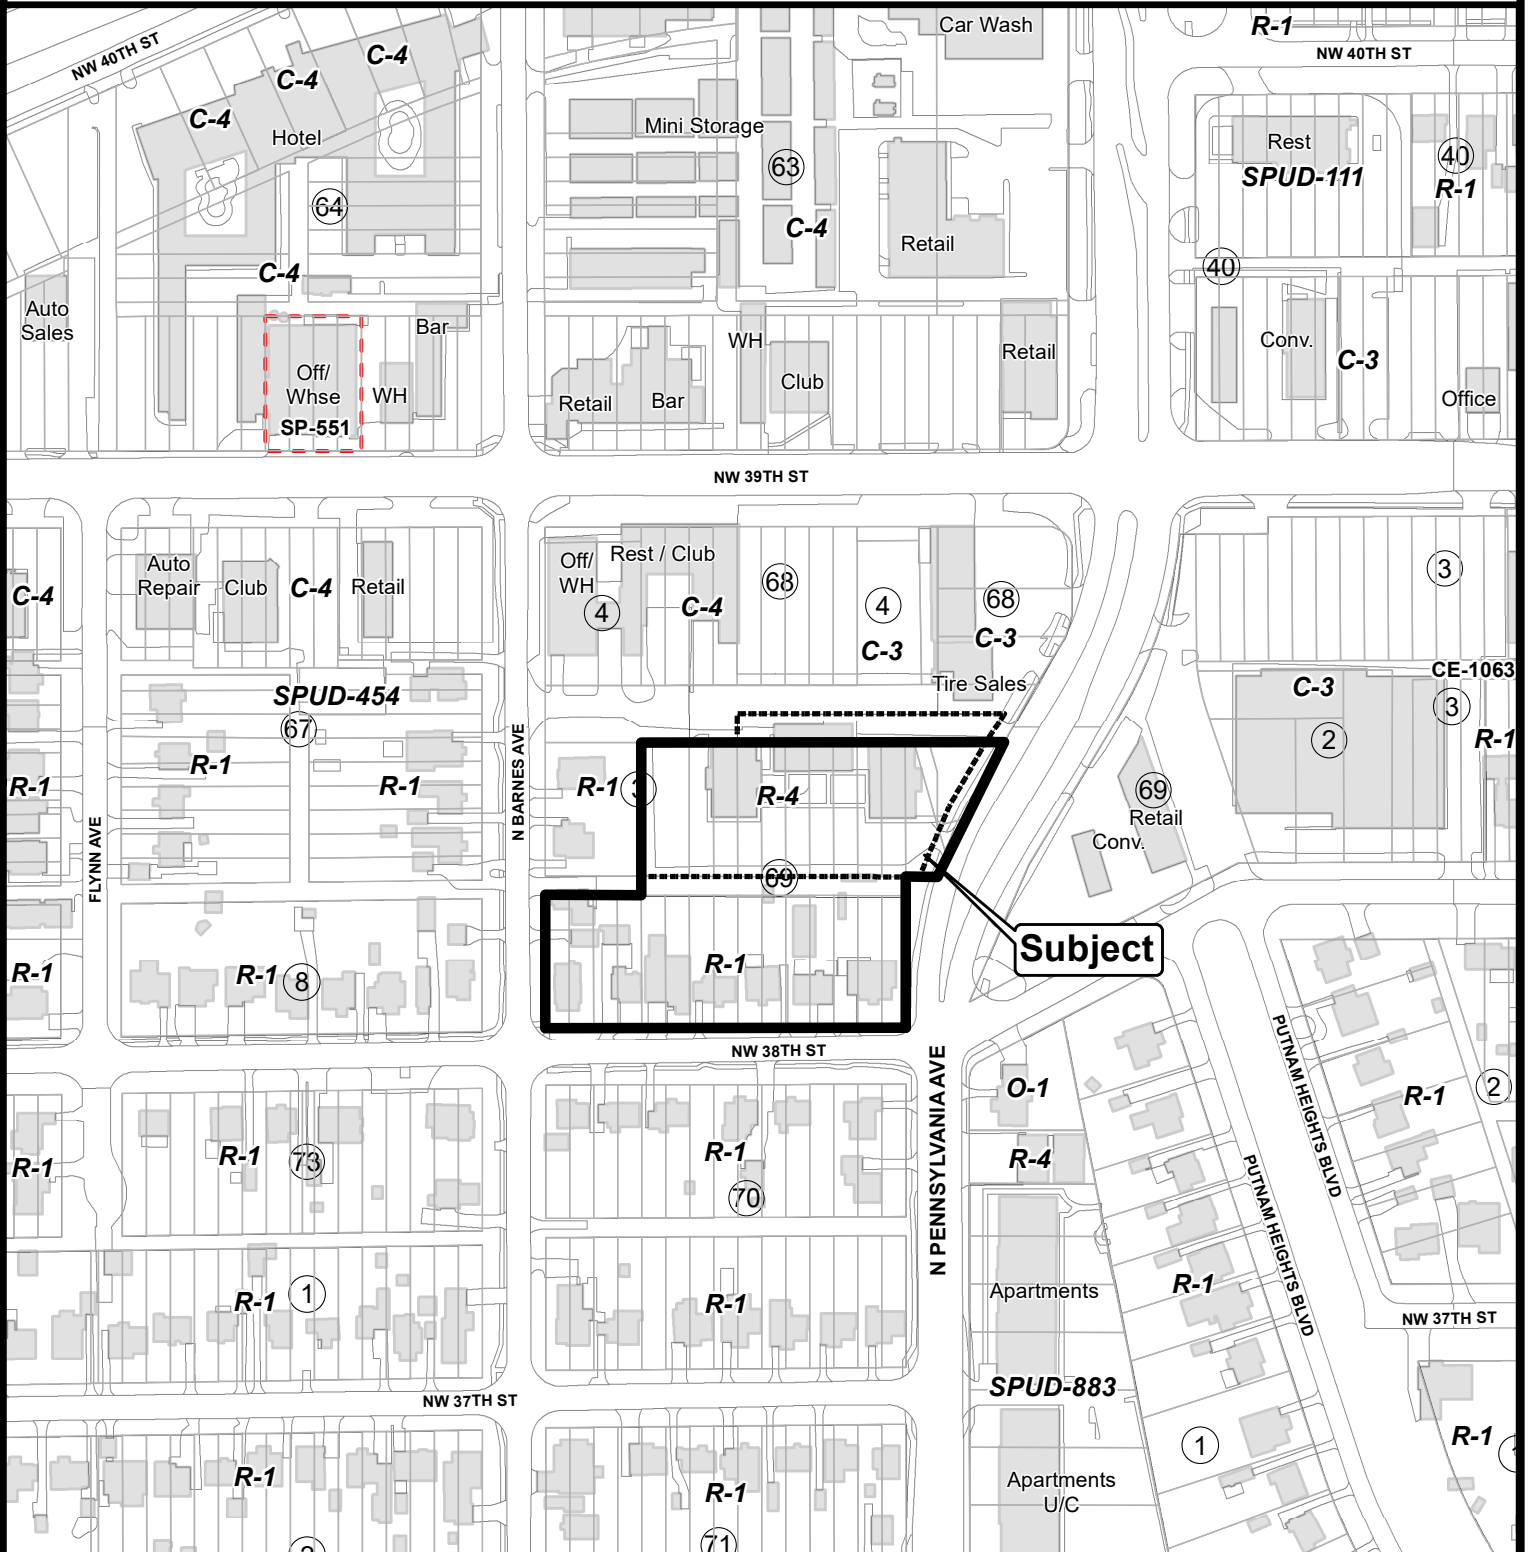 Car Wash
R-1
NW 40TH ST
NW 40TH ST
C-4
C-4
C-4
Hotel
Mini Storage
63
Rest
40
SPUD-111
R-1
64
C-4
Retail
C-4
40
Auto
Sales
Bar
WH
Retail
Conv.
C-3
Off/
Whse
WH
SP-551
Retail
Bar
Club
Office
NW 39TH ST
Auto
Repair
Club
C-4
Retail
C-4
Off/
WH
4
Rest / Club
C-4
68
4
C-3
68
C-3
Tire Sales
3
CE-1063
C-3
3
2
R-1
SPUD-454
67
R-1
R-1
R-1
N BARNES AVE
FLYNN AVE
R-1
3
R-4
69
69
Retail
Conv.
Subject
R-1
R-1
8
R-1
NW 38TH ST
N PENNSYLVANIA AVE
O-1
R-4
PUTNAM HEIGHTS BLVD
PUTNAM HEIGHTS BLVD
R-1
2
R-1
R-1
73
R-1
70
R-1
1
R-1
Apartments
R-1
NW 37TH ST
SPUD-883
NW 37TH ST
R-1
R-1
71
Apartments
U/C
1
R-1